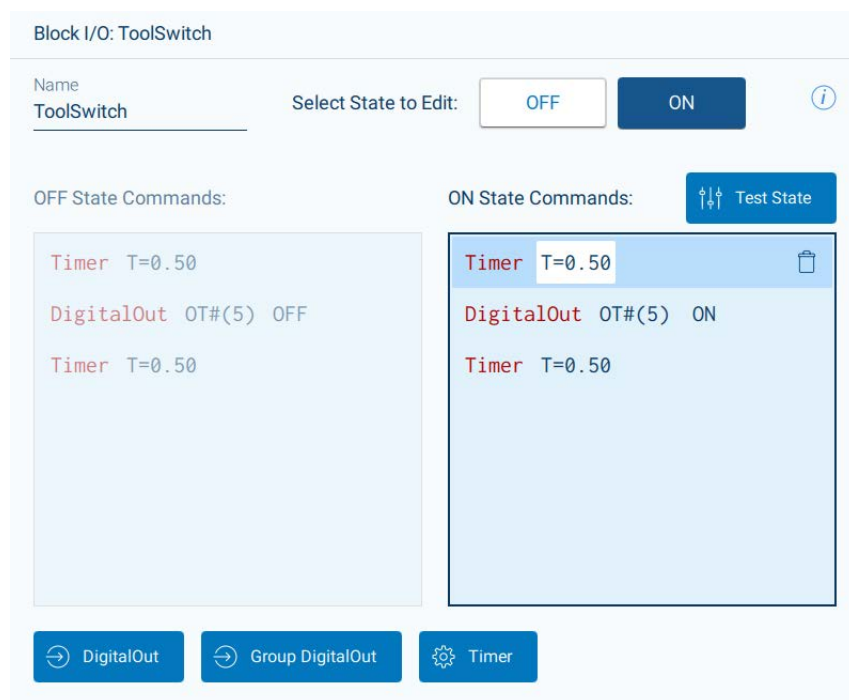 Block I/O: ToolSwitch
Name
ToolSwitch
Select State to Edit:
OFF
ON
i
OFF State Commands:
ON State Commands:
Test State
Timer T=0.50
DigitalOut OT#(5) OFF
Timer T=0.50
Timer T=0.50
DigitalOut OT#(5) ON
Timer T=0.50
DigitalOut
Group DigitalOut
Timer